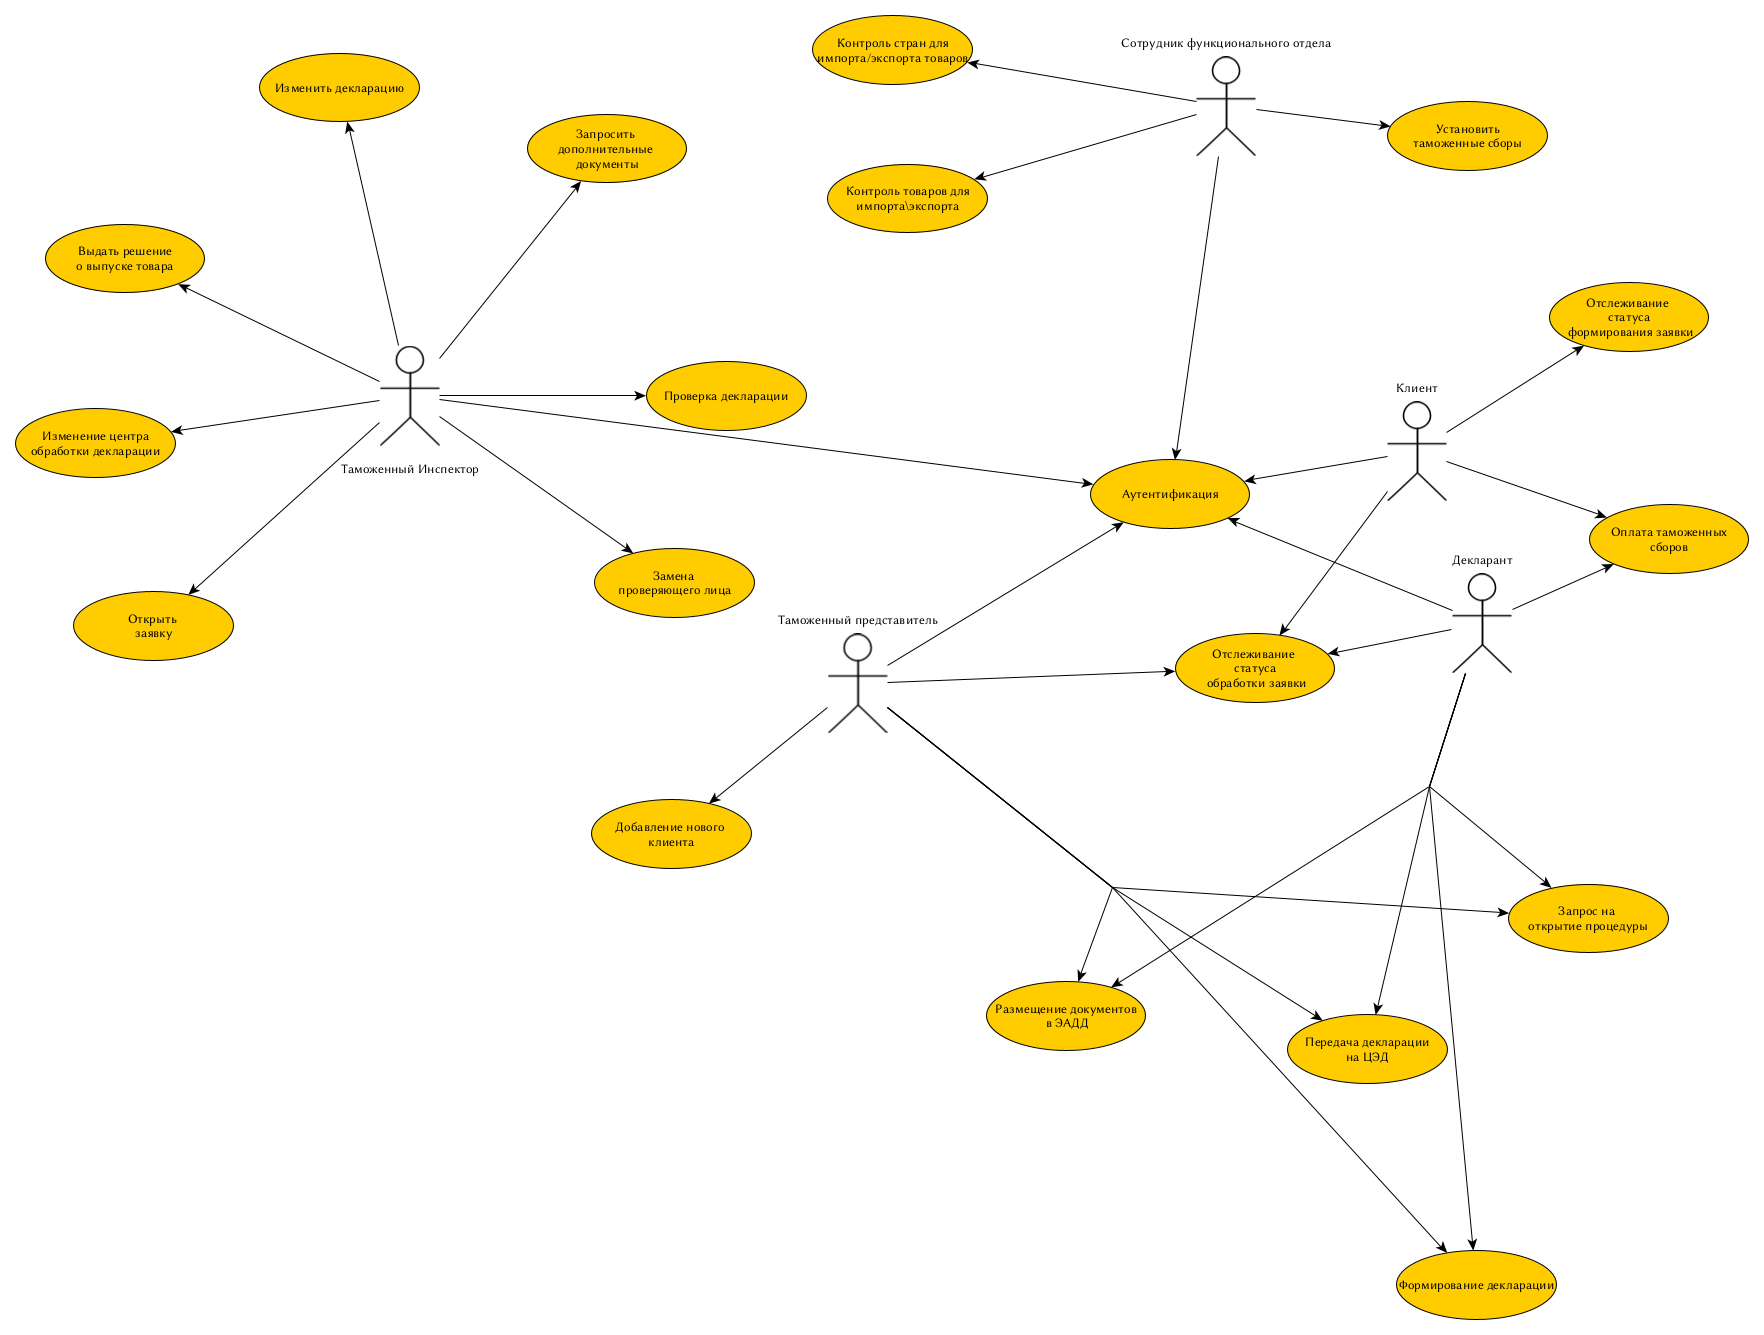 Контроль стран для
импорта/экспорта товаров
Сотрудник функционального отдела
Изменить декларацию
Запросить
дополнительные
документы
Установить
таможенные сборы
Контроль товаров для
импорта\экспорта
Выдать решение
о выпуске товара
Отслеживание
статуса
формирования заявки
Клиент
Проверка декларации
Изменение центра
обработки декларации
Таможенный Инспектор
Аутентификация
Оплата таможенных
сборов
Декларант
Замена
проверяющего лица
Открыть
заявку
Таможенный представитель
Отслеживание
статуса
обработки заявки
Добавление нового
клиента
Запрос на
открытие процедуры
Размещение документов
в ЭАДД
Передача декларации
на ЦЭД
Формирование декларации